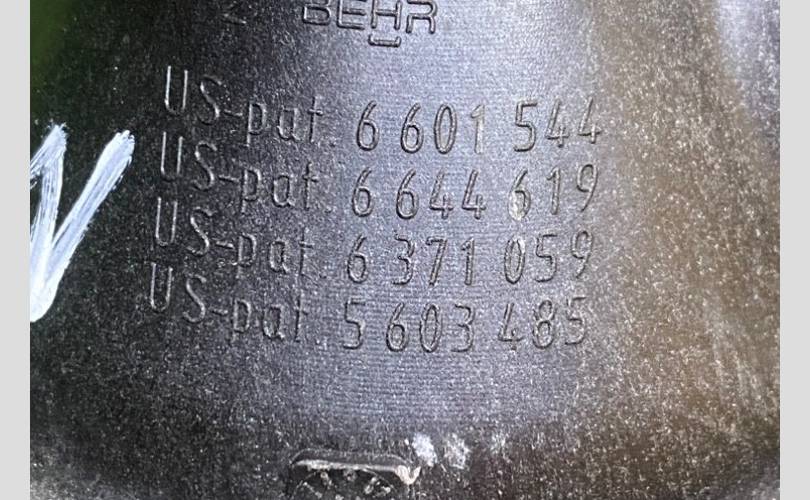 BEHR
US-pat. 6 601 544
US-pat. 6 644 619
US-pat. 6 371 059
US-pat. 5 603 485